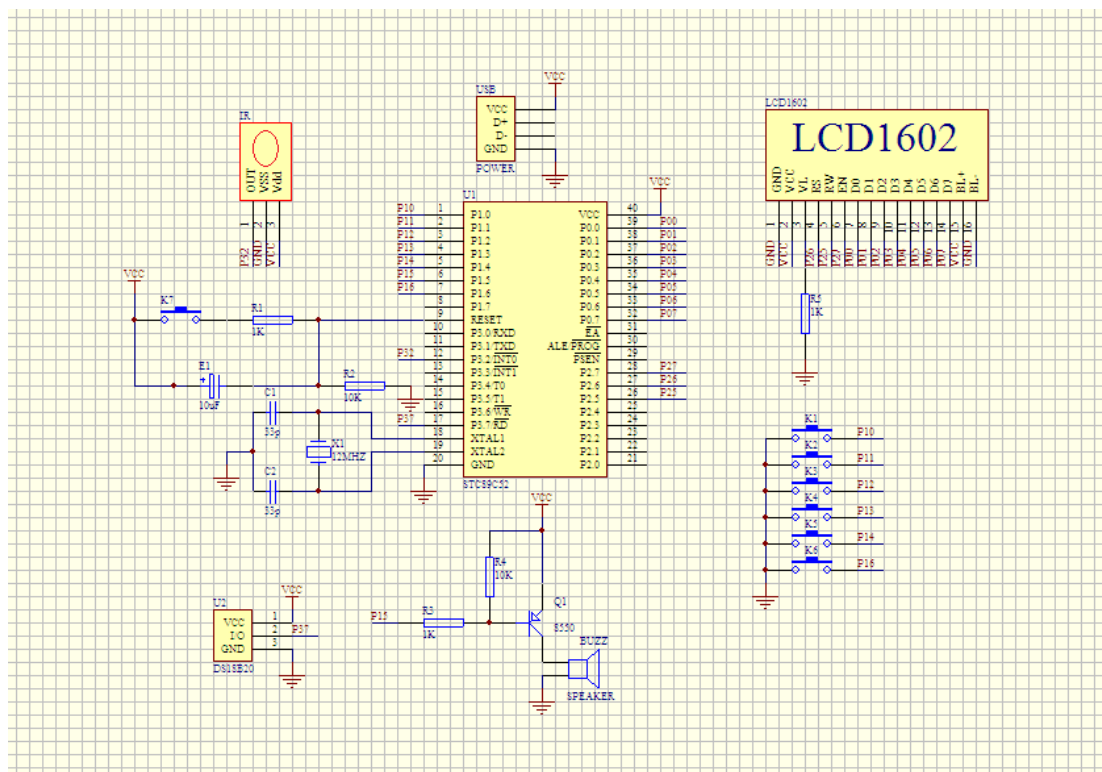 VCC
USB
VCC
D+
D-
GND
POWER
IR
OUT
VSS
Vdd
1
2
3
P32
GND
VCC
LCD1602
LCD1602
GND
VCC
VL
RS
RW
EN
D0
D1
D2
D3
D4
D5
D6
D7
BL+
BL-
1
2
3
4
5
6
7
8
9
10
11
12
13
14
15
16
GND
VCC
P26
P25
P27
P00
P01
P02
P03
P04
P05
P06
P07
VCC
GND
R5
1K
VCC
U1
P10 1 P1.0
P11 2 P1.1
P12 3 P1.2
P13 4 P1.3
P14 5 P1.4
P15 6 P1.5
P16 7 P1.6
8 P1.7
9 RESET
10 P3.0/RXD
11 P3.1/TXD
P32 12 P3.2/INT0
13 P3.3/INT1
14 P3.4/T0
15 P3.5/T1
16 P3.6/WR
P37 17 P3.7/RD
18 XTAL1
19 XTAL2
20 GND
VCC 40
P0.0 39 P00
P0.1 38 P01
P0.2 37 P02
P0.3 36 P03
P0.4 35 P04
P0.5 34 P05
P0.6 33 P06
P0.7 32 P07
EA 31
ALE/PROG 30
PSEN 29
P2.7 28 P27
P2.6 27 P26
P2.5 26 P25
P2.4 25
P2.3 24
P2.2 23
P2.1 22
P2.0 21
STC89C52
VCC
K7
R1
1K
E1
+
10uF
R2
10K
C1
33p
X1
12MHZ
C2
33p
K1 P10
K2 P11
K3 P12
K4 P13
K5 P14
K6 P16
VCC
R4
10K
P15
R3
1K
Q1
8550
BUZZ
SPEAKER
VCC
U2
VCC 1
IO 2 P37
GND 3
DS18B20